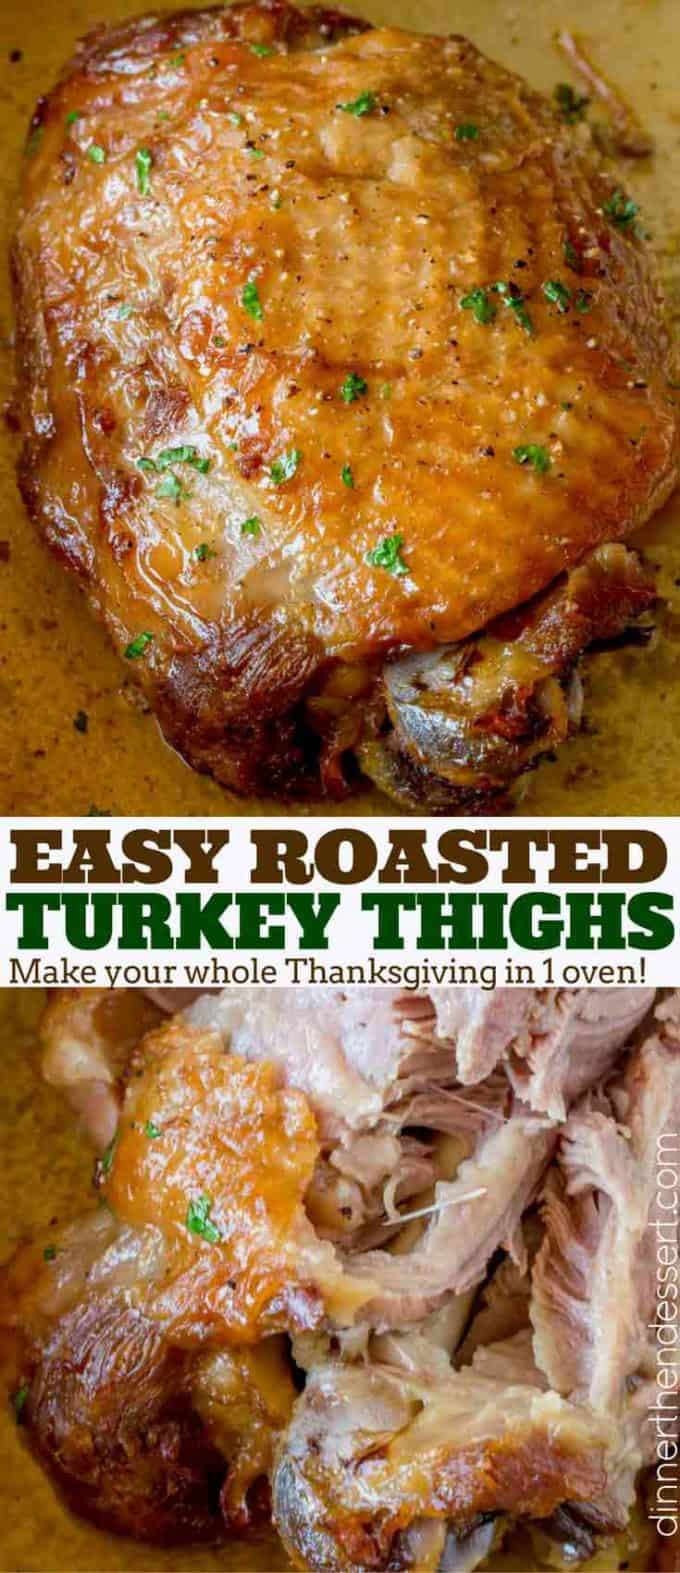 EASY ROASTED
TURKEY THIGHS
Make your whole Thanksgiving in 1 oven!
dinnerthendessert.com